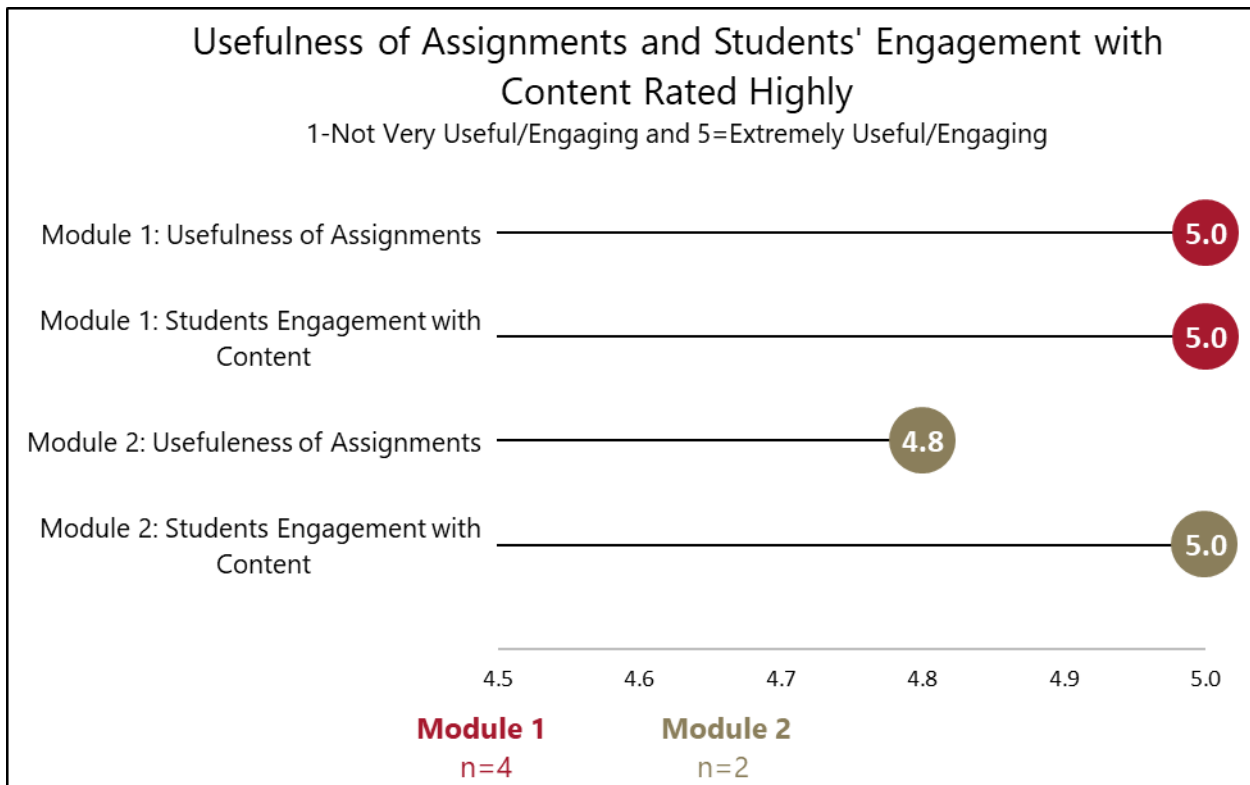 Usefulness of Assignments and Students' Engagement with
Content Rated Highly
1-Not Very Useful/Engaging and 5=Extremely Useful/Engaging
Module 1: Usefulness of Assignments
5.0
Module 1: Students Engagement with
Content
5.0
Module 2: Usefuleness of Assignments
4.8
Module 2: Students Engagement with
Content
5.0
4.5 4.6 4.7 4.8 4.9 5.0
Module 1 Module 2
n=4 n=2